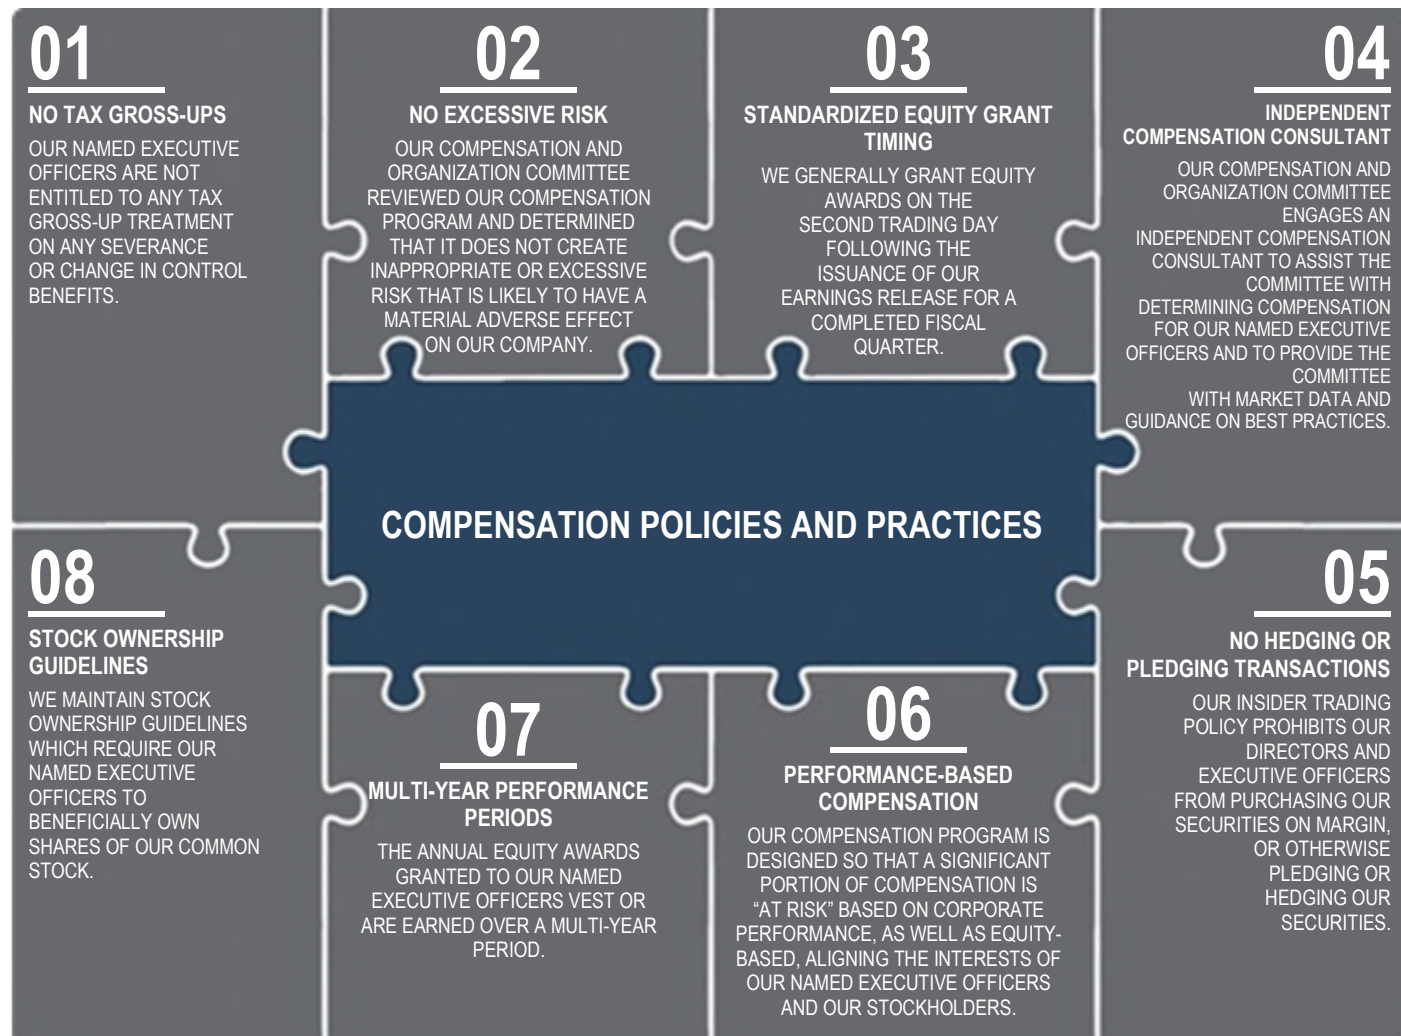 01
NO TAX GROSS-UPS
OUR NAMED EXECUTIVE
OFFICERS ARE NOT
ENTITLED TO ANY TAX
GROSS-UP TREATMENT
ON ANY SEVERANCE
OR CHANGE IN CONTROL
BENEFITS.
02
NO EXCESSIVE RISK
OUR COMPENSATION AND
ORGANIZATION COMMITTEE
REVIEWED OUR COMPENSATION
PROGRAM AND DETERMINED
THAT IT DOES NOT CREATE
INAPPROPRIATE OR EXCESSIVE
RISK THAT IS LIKELY TO HAVE A
MATERIAL ADVERSE EFFECT
ON OUR COMPANY.
03
STANDARDIZED EQUITY GRANT
TIMING
WE GENERALLY GRANT EQUITY
AWARDS ON THE
SECOND TRADING DAY
FOLLOWING THE
ISSUANCE OF OUR
EARNINGS RELEASE FOR A
COMPLETED FISCAL
QUARTER.
04
INDEPENDENT
COMPENSATION CONSULTANT
OUR COMPENSATION AND
ORGANIZATION COMMITTEE
ENGAGES AN
INDEPENDENT COMPENSATION
CONSULTANT TO ASSIST THE
COMMITTEE WITH
DETERMINING COMPENSATION
FOR OUR NAMED EXECUTIVE
OFFICERS AND TO PROVIDE THE
COMMITTEE
WITH MARKET DATA AND
GUIDANCE ON BEST PRACTICES.
COMPENSATION POLICIES AND PRACTICES
05
NO HEDGING OR
PLEDGING TRANSACTIONS
OUR INSIDER TRADING
POLICY PROHIBITS OUR
DIRECTORS AND
EXECUTIVE OFFICERS
FROM PURCHASING OUR
SECURITIES ON MARGIN,
OR OTHERWISE
PLEDGING OR
HEDGING OUR
SECURITIES.
06
PERFORMANCE-BASED
COMPENSATION
OUR COMPENSATION PROGRAM IS
DESIGNED SO THAT A SIGNIFICANT
PORTION OF COMPENSATION IS
“AT RISK” BASED ON CORPORATE
PERFORMANCE, AS WELL AS EQUITY-
BASED, ALIGNING THE INTERESTS OF
OUR NAMED EXECUTIVE OFFICERS
AND OUR STOCKHOLDERS.
07
MULTI-YEAR PERFORMANCE
PERIODS
THE ANNUAL EQUITY AWARDS
GRANTED TO OUR NAMED
EXECUTIVE OFFICERS VEST OR
ARE EARNED OVER A MULTI-YEAR
PERIOD.
08
STOCK OWNERSHIP
GUIDELINES
WE MAINTAIN STOCK
OWNERSHIP GUIDELINES
WHICH REQUIRE OUR
NAMED EXECUTIVE
OFFICERS TO
BENEFICIALLY OWN
SHARES OF OUR COMMON
STOCK.